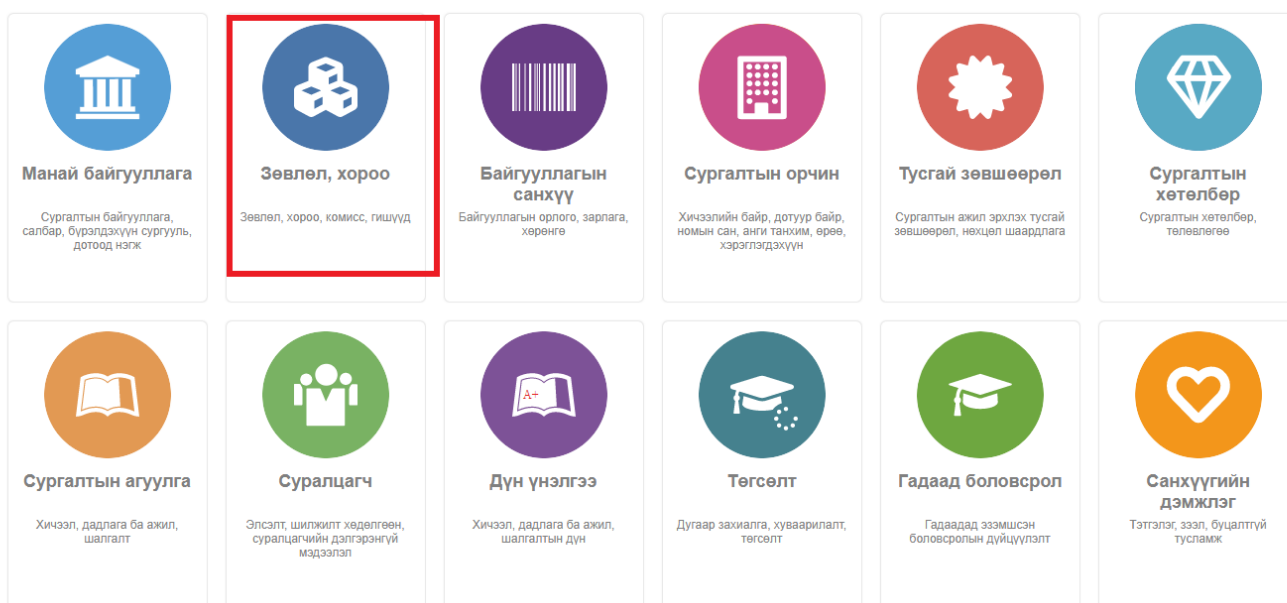 Манай байгууллага
Сургалтын байгууллага,
салбар, бүрэлдэхүүн сургууль,
дотоод нэгж
Зөвлөл, хороо
Зөвлөл, хороо, комисс, гишүүд
Байгууллагын
санхүү
Байгууллагын орлого, зарлага,
хөрөнгө
Сургалтын орчин
Хичээлийн байр, дотуур байр,
номын сан, анги танхим, өрөө,
хэрэглэгдэхүүн
Тусгай зөвшөөрөл
Сургалтын ажил эрхлэх тусгай
зөвшөөрөл, нөхцөл шаардлага
Сургалтын
хөтөлбөр
Сургалтын хөтөлбөр,
төлөвлөгөө
Сургалтын агуулга
Хичээл, дадлага ба ажил,
шалгалт
Суралцагч
Элсэлт, шилжилт хөдөлгөөн,
суралцагчийн дэлгэрэнгүй
мэдээлэл
A+
Дүн үнэлгээ
Хичээл, дадлага ба ажил,
шалгалтын дүн
Төгсөлт
Дугаар захиалга, хуваарилалт,
төгсөлт
Гадаад боловсрол
Гадаадад эзэмшсэн
боловсролын дүйцүүлэлт
Санхүүгийн
дэмжлэг
Тэтгэлэг, зээл, буцалтгүй
тусламж